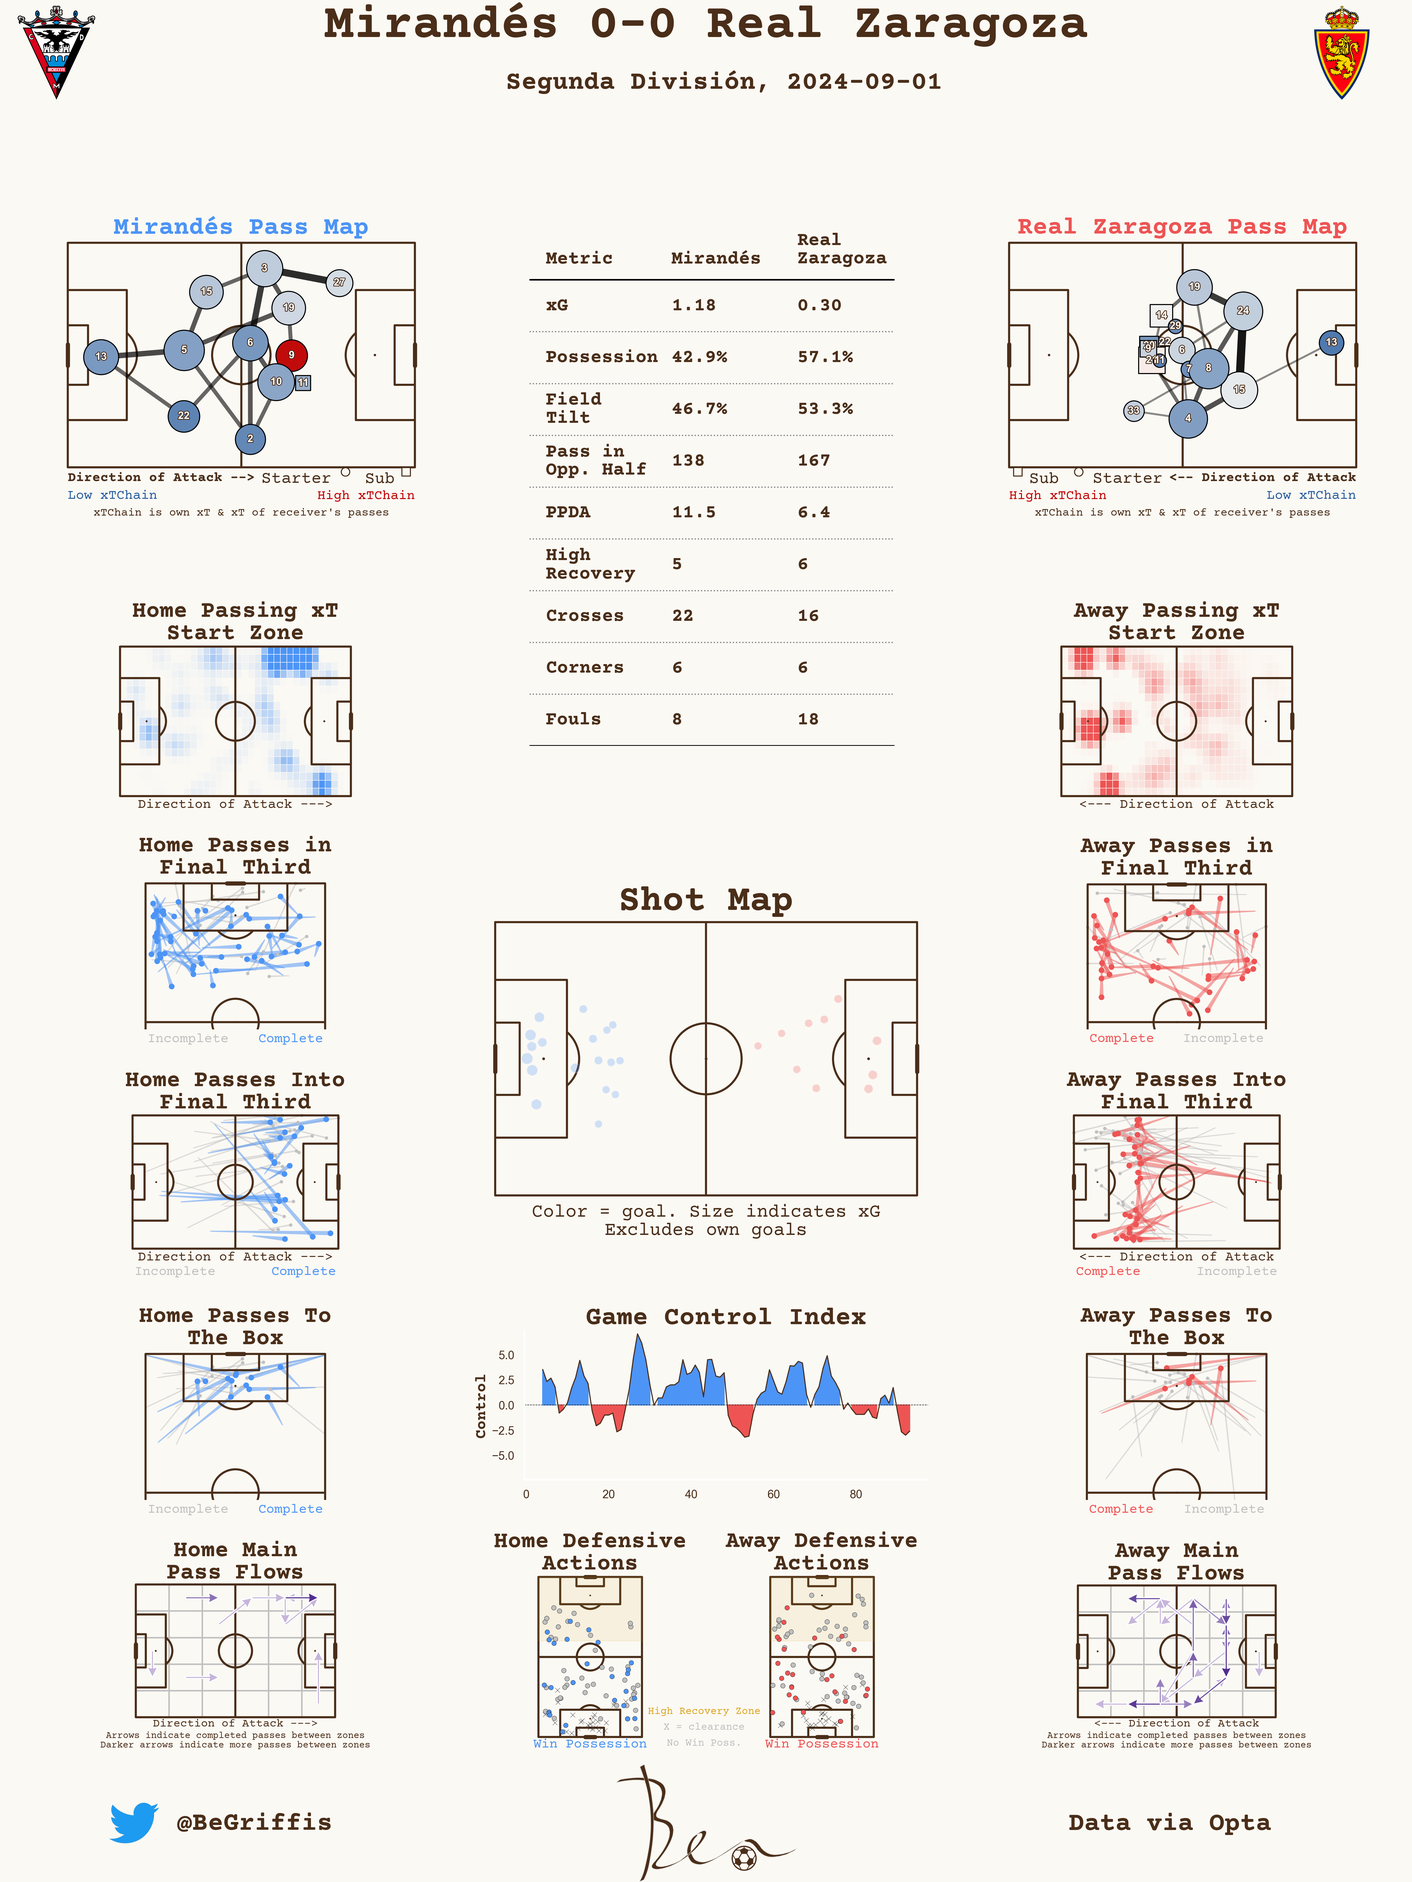 Mirandés 0-0 Real Zaragoza
Segunda División, 2024-09-01
Mirandés Pass Map
3
27
15
19
6
5
13
9
10
11
22
2
Direction of Attack --> Starter Sub
Low xTChain High xTChain
xTChain is own xT & xT of receiver's passes
Metric Mirandés Real Zaragoza
xG 1.18 0.30
Possession 42.9% 57.1%
Field Tilt 46.7% 53.3%
Pass in Opp. Half 138 167
PPDA 11.5 6.4
High Recovery 5 6
Crosses 22 16
Corners 6 6
Fouls 8 18
Real Zaragoza Pass Map
19
14
24
29
22
6
13
7
8
15
33
4
Sub Starter <-- Direction of Attack
High xTChain Low xTChain
xTChain is own xT & xT of receiver's passes
Home Passing xT
Start Zone
Direction of Attack --->
Home Passes in
Final Third
Incomplete Complete
Home Passes Into
Final Third
Direction of Attack --->
Incomplete Complete
Home Passes To
The Box
Incomplete Complete
Home Main
Pass Flows
Direction of Attack --->
Arrows indicate completed passes between zones
Darker arrows indicate more passes between zones
Shot Map
Color = goal. Size indicates xG
Excludes own goals
Game Control Index
Control
5.0
2.5
0.0
−2.5
−5.0
0 20 40 60 80
Home Defensive
Actions
Win Possession
Away Defensive
Actions
Win Possession
High Recovery Zone
X = clearance
No Win Poss.
Away Passing xT
Start Zone
<--- Direction of Attack
Away Passes in
Final Third
Complete Incomplete
Away Passes Into
Final Third
<--- Direction of Attack
Complete Incomplete
Away Passes To
The Box
Complete Incomplete
Away Main
Pass Flows
<--- Direction of Attack
Arrows indicate completed passes between zones
Darker arrows indicate more passes between zones
@BeGriffis
Data via Opta